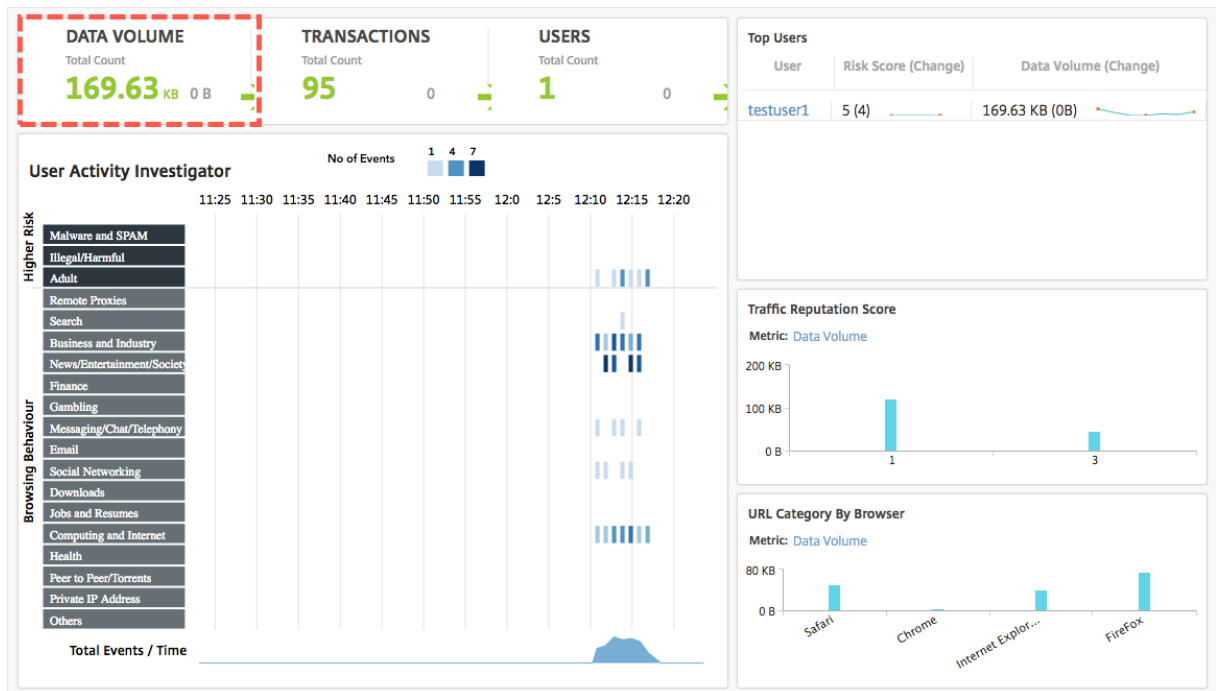 DATA VOLUME
Total Count
169.63 KB 0 B
TRANSACTIONS
Total Count
95 0
USERS
Total Count
1 0
User Activity Investigator
No of Events
1 4 7
11:25 11:30 11:35 11:40 11:45 11:50 11:55 12:0 12:5 12:10 12:15 12:20
Higher Risk
Malware and SPAM
Illegal/Harmful
Adult
Browsing Behaviour
Remote Proxies
Search
Business and Industry
News/Entertainment/Society
Finance
Gambling
Messaging/Chat/Telephony
Email
Social Networking
Downloads
Jobs and Resumes
Computing and Internet
Health
Peer to Peer/Torrents
Private IP Address
Others
Total Events / Time
Top Users
User Risk Score (Change) Data Volume (Change)
testuser1 5 (4) 169.63 KB (0B)
Traffic Reputation Score
Metric: Data Volume
200 KB
100 KB
0 B
1 3
URL Category By Browser
Metric: Data Volume
80 KB
0 B
Safari Chrome Internet Explor... FireFox